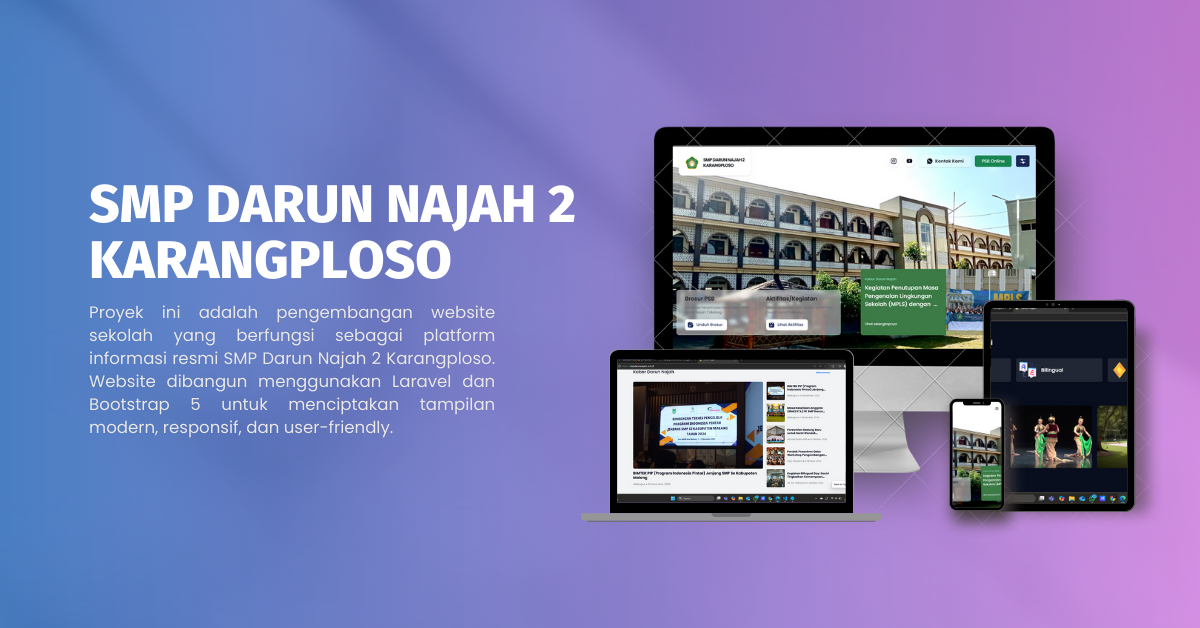 SMP DARUN NAJAH 2
KARANGPLOSO
Proyek ini adalah pengembangan website
sekolah yang berfungsi sebagai platform
informasi resmi SMP Darun Najah 2 Karangploso.
Website dibangun menggunakan Laravel dan
Bootstrap 5 untuk menciptakan tampilan
modern, responsif, dan user-friendly.
SMP DARUN NAJAH 2
KARANGPLOSO
Kontak Kami
PSB Online
Brosur PSB
Aktifitas/Kegiatan
Unduh Brosur
Lihat Aktifitas
Kegiatan Penutupan Masa
Pengenalan Lingkungan
Sekolah (MPLS) dengan ...
Lihat selengkapnya
MPLS
Kabar Darun Najah
BIMTEK PIP (Program Indonesia Pintar) Jenjang SMP Se Kabupaten
Malang
Bilingual